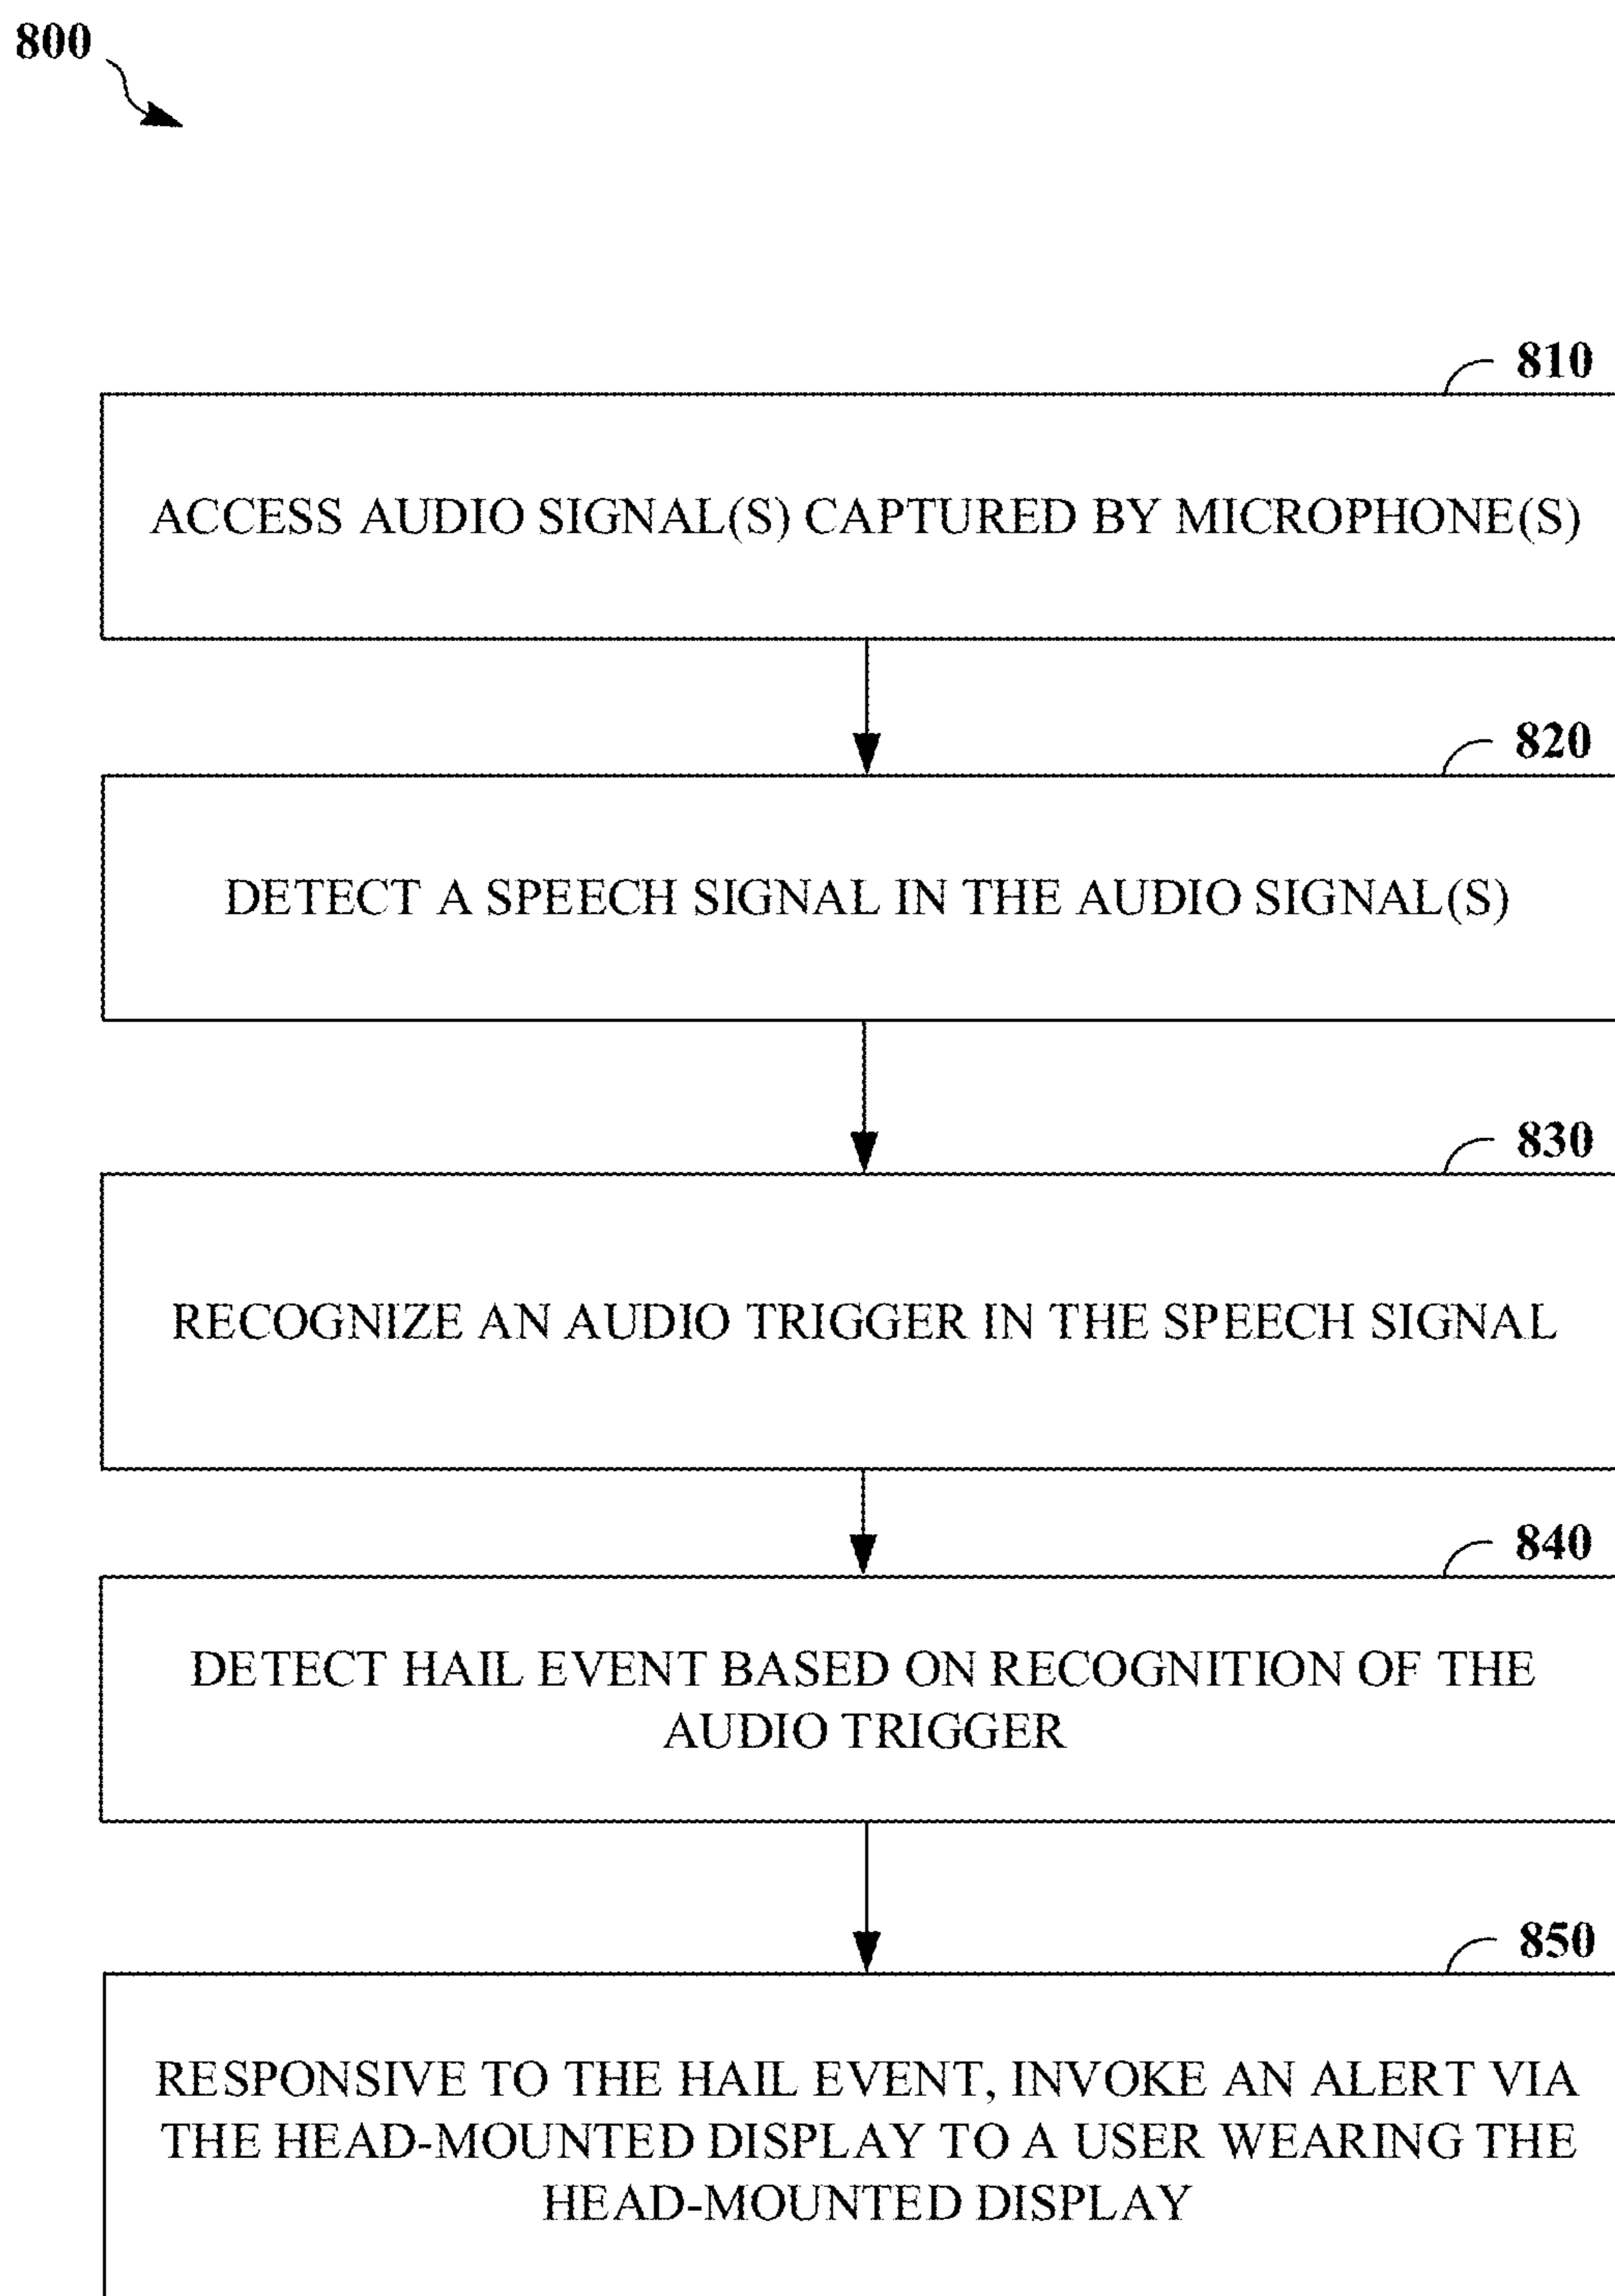 800
810
ACCESS AUDIO SIGNAL(S) CAPTURED BY MICROPHONE(S)
820
DETECT A SPEECH SIGNAL IN THE AUDIO SIGNAL(S)
830
RECOGNIZE AN AUDIO TRIGGER IN THE SPEECH SIGNAL
840
DETECT HAIL EVENT BASED ON RECOGNITION OF THE
AUDIO TRIGGER
850
RESPONSIVE TO THE HAIL EVENT, INVOKE AN ALERT VIA
THE HEAD-MOUNTED DISPLAY TO A USER WEARING THE
HEAD-MOUNTED DISPLAY